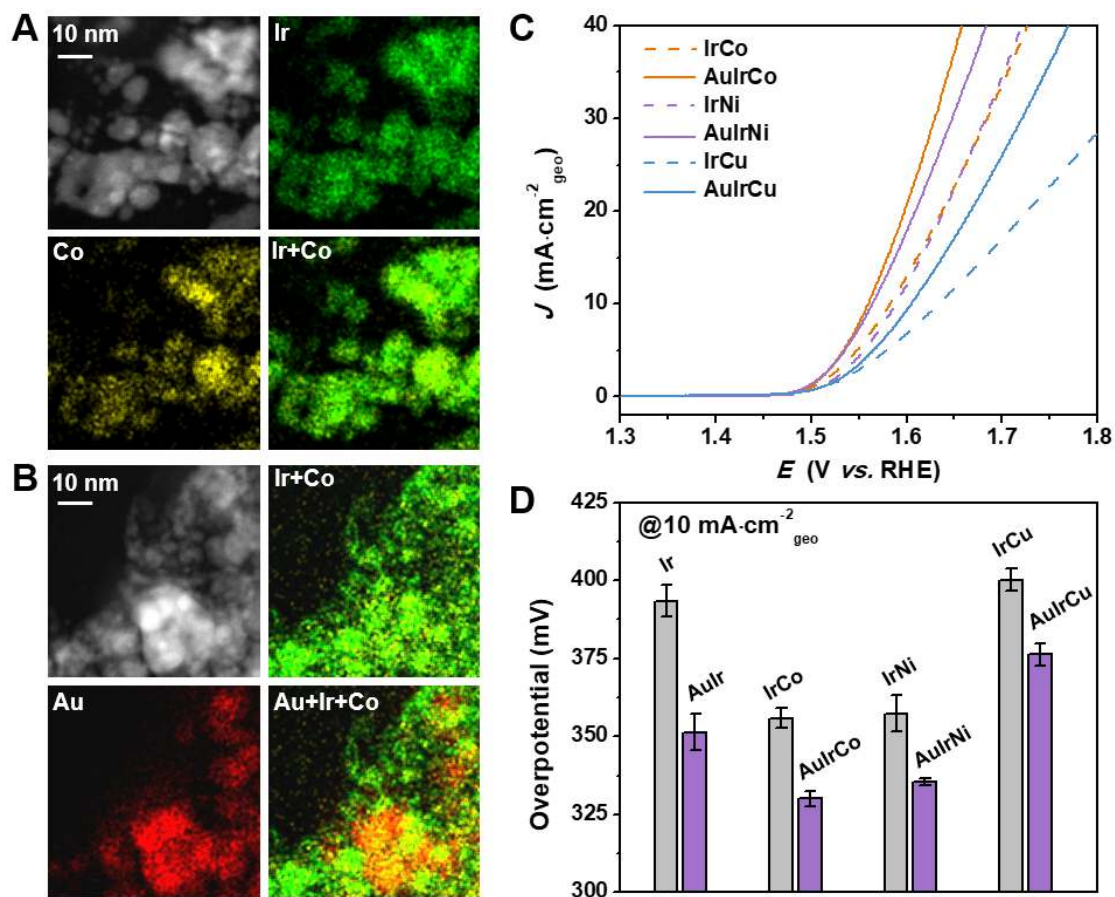 A
10 nm
Ir
Co
Ir+Co
B
10 nm
Ir+Co
Au
Au+Ir+Co
C
40
30
20
10
0
J (mA·cm-2geo)
IrCo
AuIrCo
IrNi
AuIrNi
IrCu
AuIrCu
1.3 1.4 1.5 1.6 1.7 1.8
E (V vs. RHE)
D
425
400
375
350
325
300
Overpotential (mV)
@10 mA·cm-2geo
Ir
AuIr
IrCo
AuIrCo
IrNi
AuIrNi
IrCu
AuIrCu